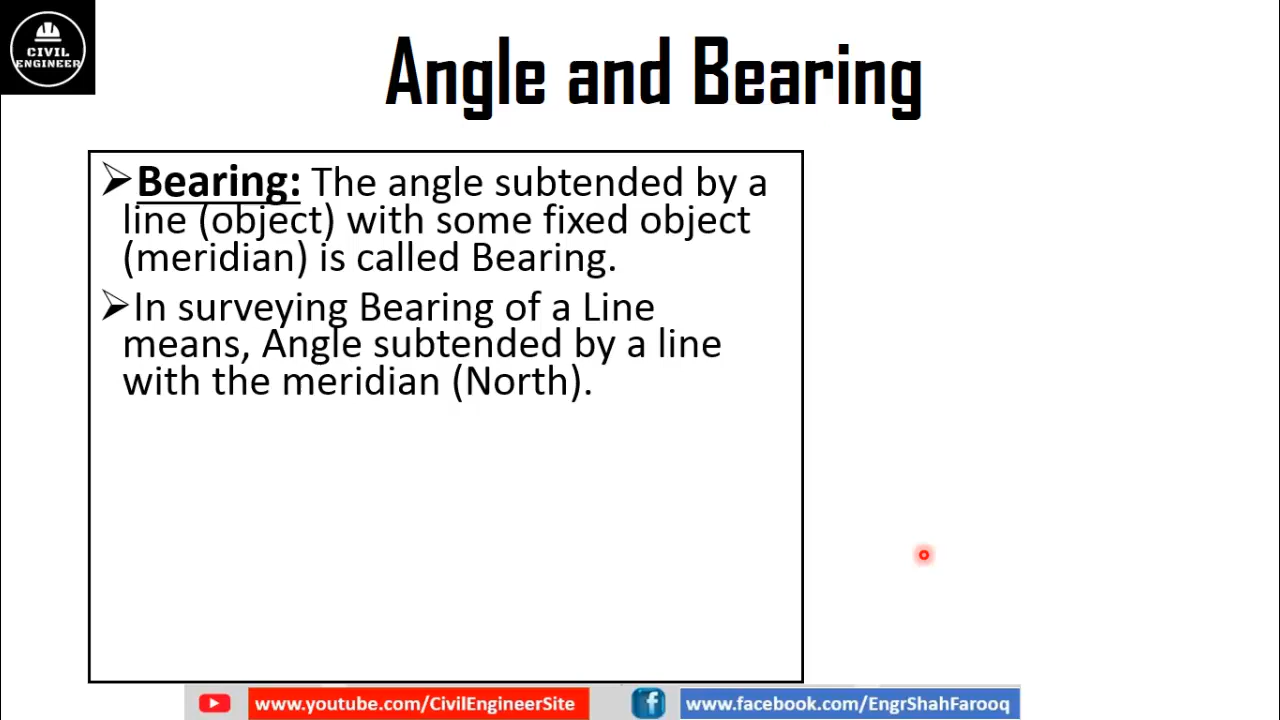 CIVIL
ENGINEER
Angle and Bearing
➢Bearing: The angle subtended by a
line (object) with some fixed object
(meridian) is called Bearing.
➢In surveying Bearing of a Line
means, Angle subtended by a line
with the meridian (North).
www.youtube.com/CivilEngineerSite
www.facebook.com/EngrShahFarooq